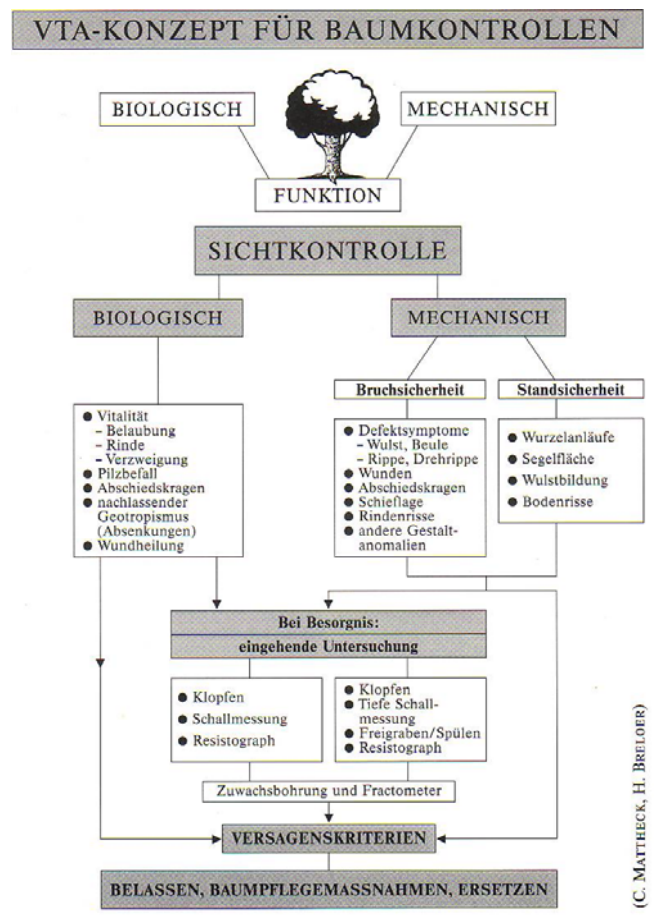 VTA-KONZEPT FÜR BAUMKONTROLLEN
BIOLOGISCH
MECHANISCH
FUNKTION
SICHTKONTROLLE
BIOLOGISCH
MECHANISCH
Bruchsicherheit
Standsicherheit
● Vitalität
– Belaubung
– Rinde
– Verzweigung
● Pilzbefall
● Abschiedskragen
● nachlassender
Geotropismus
(Absenkungen)
● Wundheilung
● Defektsymptome
– Wulst, Beule
– Rippe, Drehrippe
● Wunden
● Abschiedskragen
● Schieflage
● Rindenrisse
● andere Gestalt-
anomalien
● Wurzelanläufe
● Segelfläche
● Wulstbildung
● Bodenrisse
Bei Besorgnis:
eingehende Untersuchung
● Klopfen
● Schallmessung
● Resistograph
● Klopfen
● Tiefe Schall-
messung
● Freigraben/Spülen
● Resistograph
Zuwachsbohrung und Fractometer
VERSAGENSKRITERIEN
BELASSEN, BAUMPFLEGEMASSNAHMEN, ERSETZEN
(C. MATTHECK, H. BRELOER)